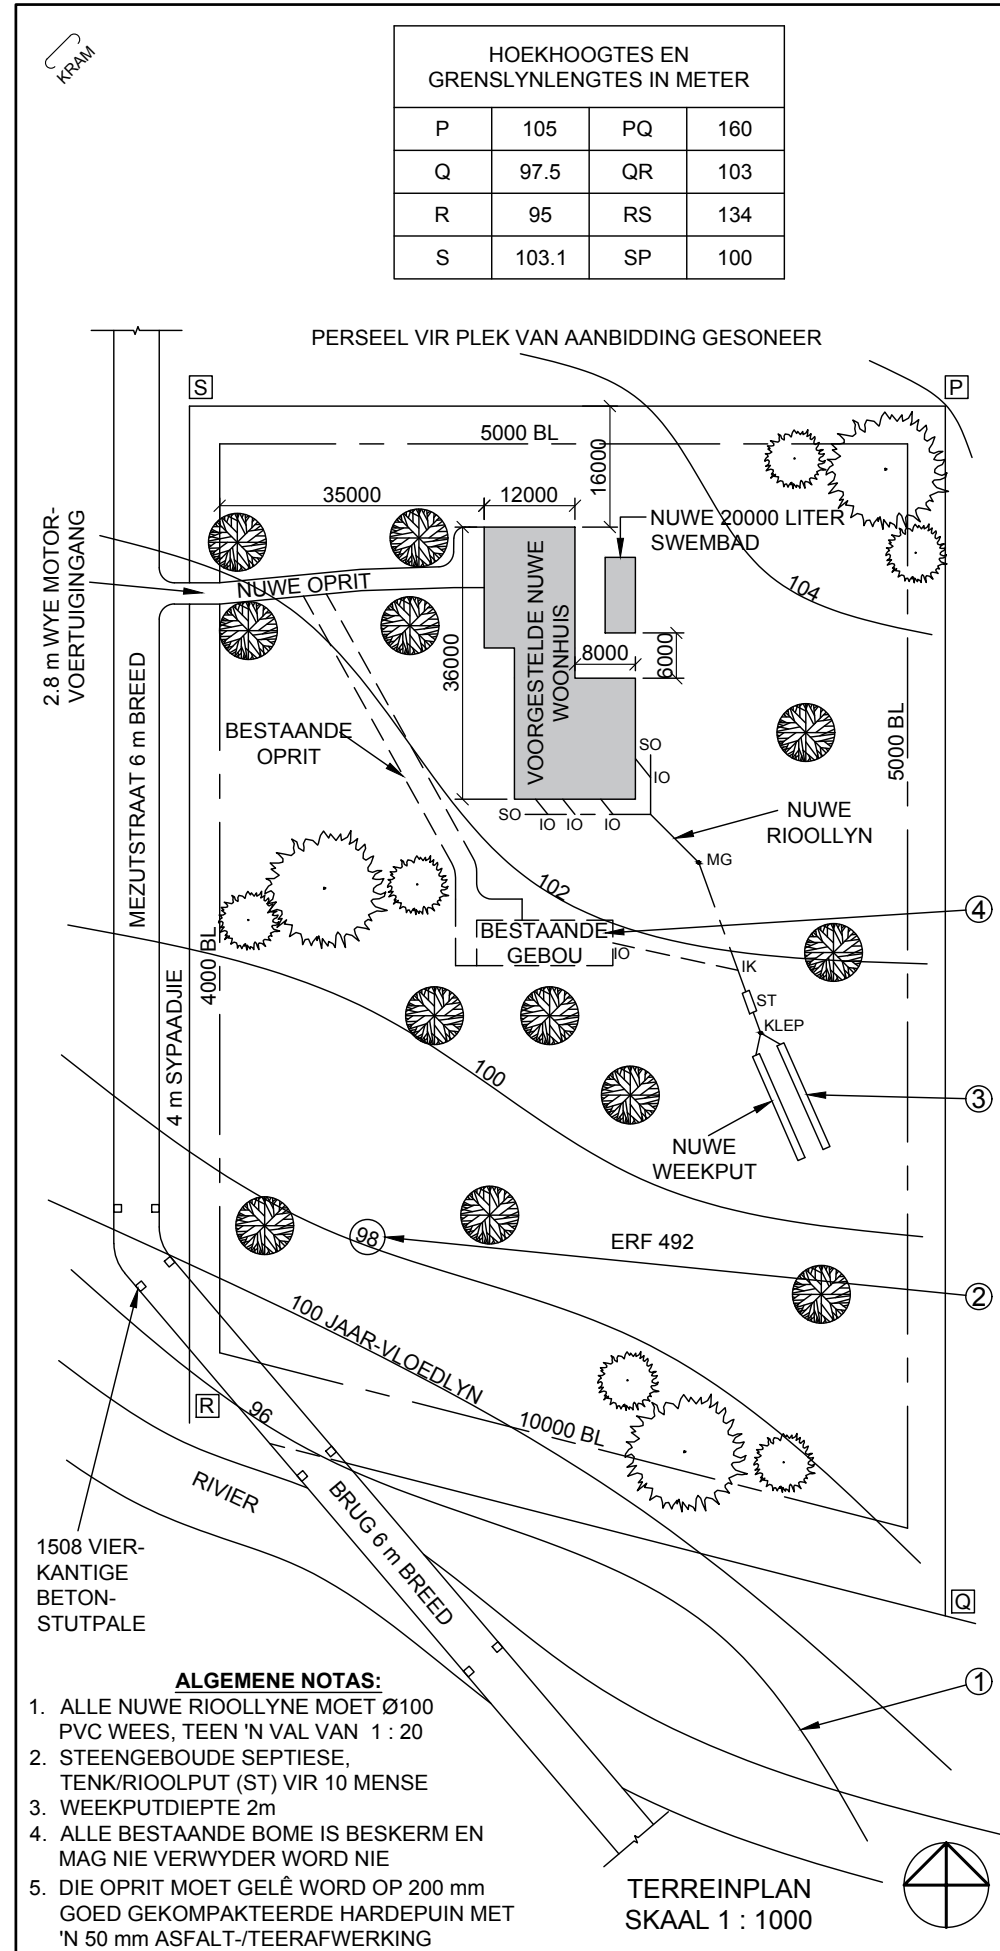 KRAM
HOEKHOOGTES EN
GRENSLYNLENGTES IN METER
P 105 PQ 160
Q 97.5 QR 103
R 95 RS 134
S 103.1 SP 100
PERSEEL VIR PLEK VAN AANBIDDING GESONEER
S
P
5000 BL
16000
35000
12000
NUWE 20000 LITER
SWEMBAD
2.8 m WYE MOTOR-
VOERTUIGINGANG
NUWE OPRIT
104
VOORGESTELDE NUWE
WOONHUIS
36000
8000
6000
MEZUTSTRAAT 6 m BREED
BESTAANDE
OPRIT
5000 BL
SO
IO
SO
IO
IO
IO
NUWE
RIOOLLYN
MG
102
4
BESTAANDE
GEBOU
IO
IK
4000 BL
ST
KLEP
4 m SYPAADJIE
100
3
NUWE
WEEKPUT
98
ERF 492
2
100 JAAR-VLOEDLYN
R
96
10000 BL
RIVIER
BRUG 6 m BREED
1508 VIER-
KANTIGE
BETON-
STUTPALE
Q
1
ALGEMENE NOTAS:
1. ALLE NUWE RIOOLLYNE MOET Ø100
PVC WEES, TEEN 'N VAL VAN 1 : 20
2. STEENGEBOUDE SEPTIESE,
TENK/RIOOLPUT (ST) VIR 10 MENSE
3. WEEKPUTDIEPTE 2m
4. ALLE BESTAANDE BOME IS BESKERM EN
MAG NIE VERWYDER WORD NIE
5. DIE OPRIT MOET GELÊ WORD OP 200 mm
GOED GEKOMPAKTEERDE HARDEPUIN MET
'N 50 mm ASFALT-/TEERAFWERKING
TERREINPLAN
SKAAL 1 : 1000